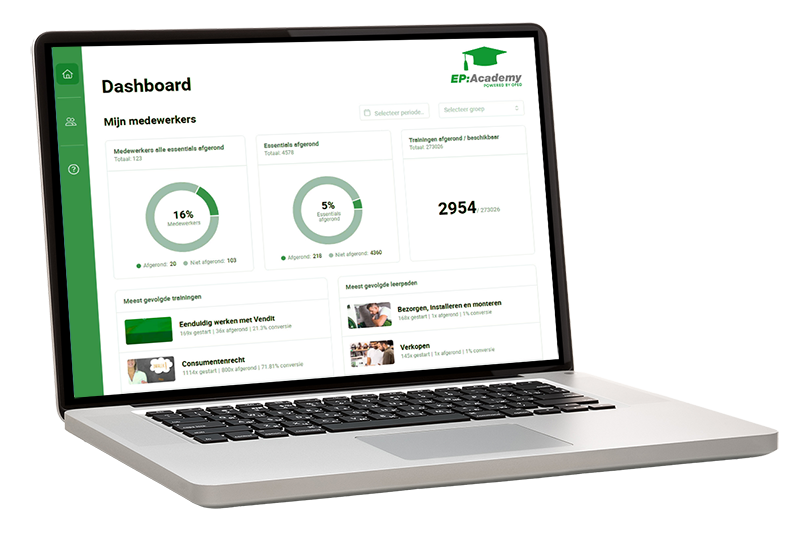 EP:Academy
POWERED BY OPED
Dashboard
Mijn medewerkers
Selecteer periode..
Selecteer groep
Medewerkers alle essentials afgerond
Totaal: 123
16%
Medewerkers
Afgerond: 20 Niet afgerond: 103
Essentials afgerond
Totaal: 4578
5%
Essentials
afgerond
Afgerond: 218 Niet afgerond: 4360
Trainingen afgerond / beschikbaar
Totaal: 273026
2954 / 273026
Meest gevolgde trainingen
Eenduidig werken met Vendit
169x gestart | 36x afgerond | 21.3% conversie
Consumentenrecht
1114x gestart | 800x afgerond | 71.81% conversie
Meest gevolgde leerpaden
Bezorgen, installeren en monteren
168x gestart | 1x afgerond | 1% conversie
Verkopen
145x gestart | 1x afgerond | 1% conversie